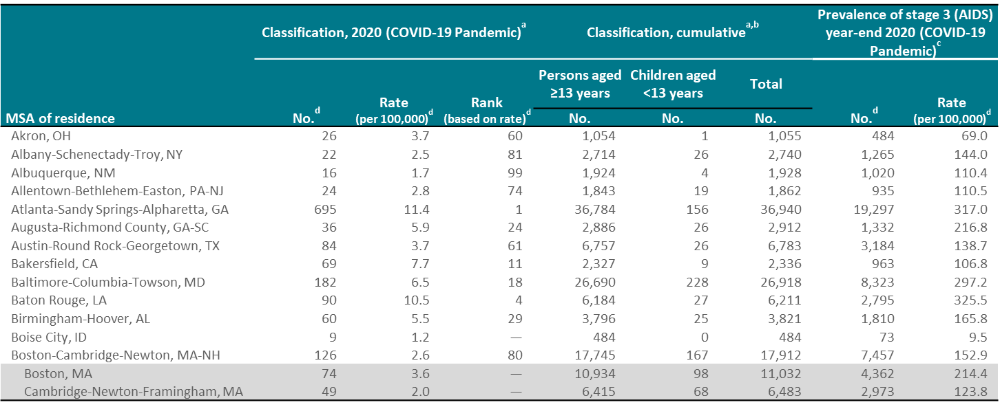 Classification, 2020 (COVID-19 Pandemic)a Classification, cumulativea,b Prevalence of stage 3 (AIDS)
year-end 2020 (COVID-19
Pandemic)c
Persons aged Children aged Total
≥13 years <13 years
Rate Rank Rate
MSA of residence No.d (per 100,000)d (based on rate)d No. No. No. No.d (per 100,000)d
Akron, OH 26 3.7 60 1,054 1 1,055 484 69.0
Albany-Schenectady-Troy, NY 22 2.5 81 2,714 26 2,740 1,265 144.0
Albuquerque, NM 16 1.7 99 1,924 4 1,928 1,020 110.4
Allentown-Bethlehem-Easton, PA-NJ 24 2.8 74 1,843 19 1,862 935 110.5
Atlanta-Sandy Springs-Alpharetta, GA 695 11.4 1 36,784 156 36,940 19,297 317.0
Augusta-Richmond County, GA-SC 36 5.9 24 2,886 26 2,912 1,332 216.8
Austin-Round Rock-Georgetown, TX 84 3.7 61 6,757 26 6,783 3,184 138.7
Bakersfield, CA 69 7.7 11 2,327 9 2,336 963 106.8
Baltimore-Columbia-Towson, MD 182 6.5 18 26,690 228 26,918 8,323 297.2
Baton Rouge, LA 90 10.5 4 6,184 27 6,211 2,795 325.5
Birmingham-Hoover, AL 60 5.5 29 3,796 25 3,821 1,810 165.8
Boise City, ID 9 1.2 — 484 0 484 73 9.5
Boston-Cambridge-Newton, MA-NH 126 2.6 80 17,745 167 17,912 7,457 152.9
Boston, MA 74 3.6 — 10,934 98 11,032 4,362 214.4
Cambridge-Newton-Framingham, MA 49 2.0 — 6,415 68 6,483 2,973 123.8